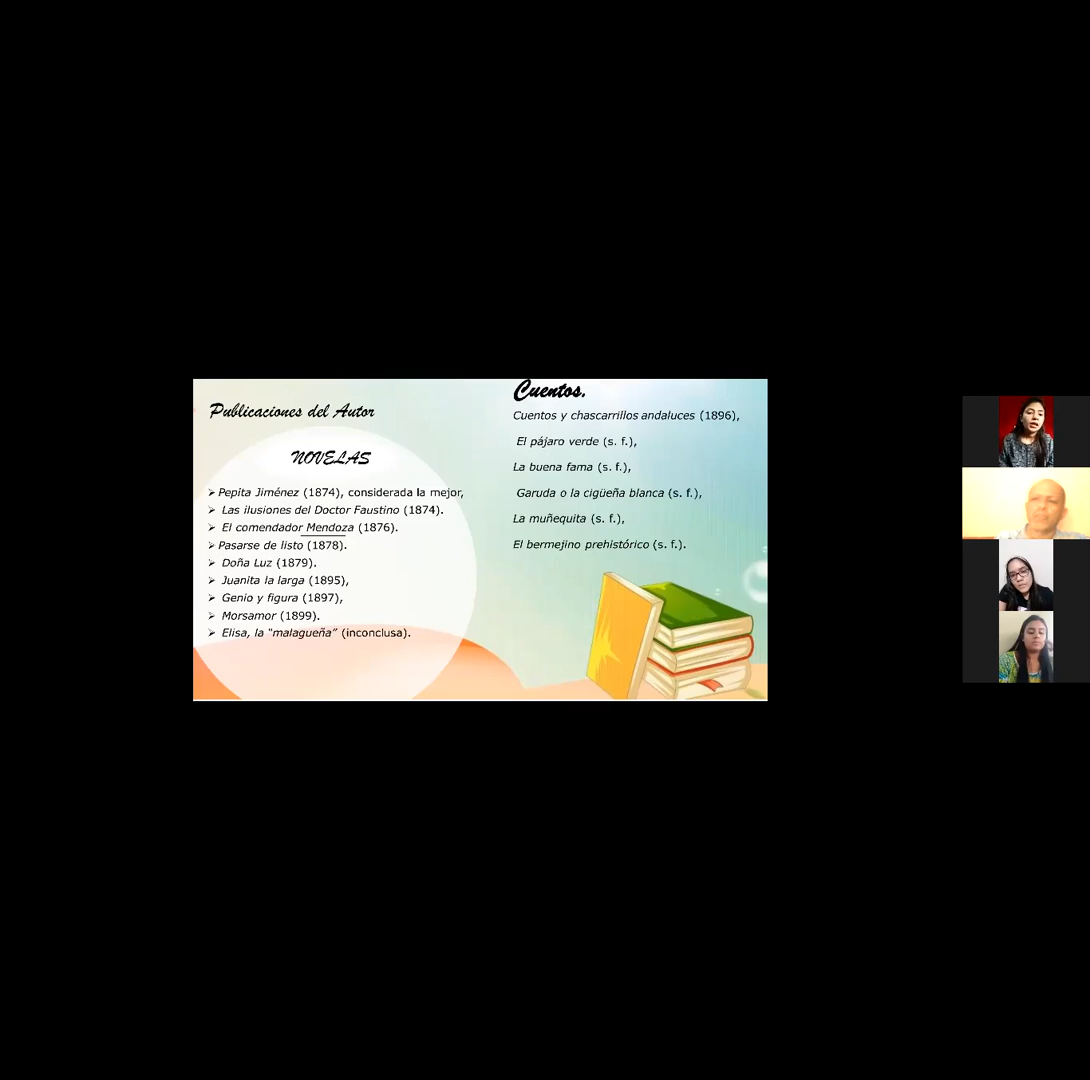 Publicaciones del Autor
NOVELAS
➢ Pepita Jiménez (1874), considerada la mejor,
➢ Las ilusiones del Doctor Faustino (1874).
➢ El comendador Mendoza (1876).
➢ Pasarse de listo (1878).
➢ Doña Luz (1879).
➢ Juanita la larga (1895),
➢ Genio y figura (1897),
➢ Morsamor (1899).
➢ Elisa, la "malagueña" (inconclusa).
Cuentos.
Cuentos y chascarrillos andaluces (1896),
El pájaro verde (s. f.),
La buena fama (s. f.),
Garuda o la cigüeña blanca (s. f.),
La muñequita (s. f.),
El bermejino prehistórico (s. f.).